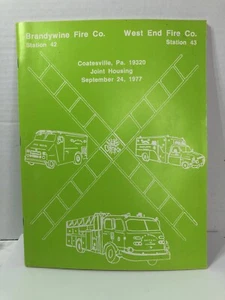 Brandywine Fire Co. West End Fire Co.
Station 42 Station 43
Coatesville, Pa. 19320
Joint Housing
September 24, 1977